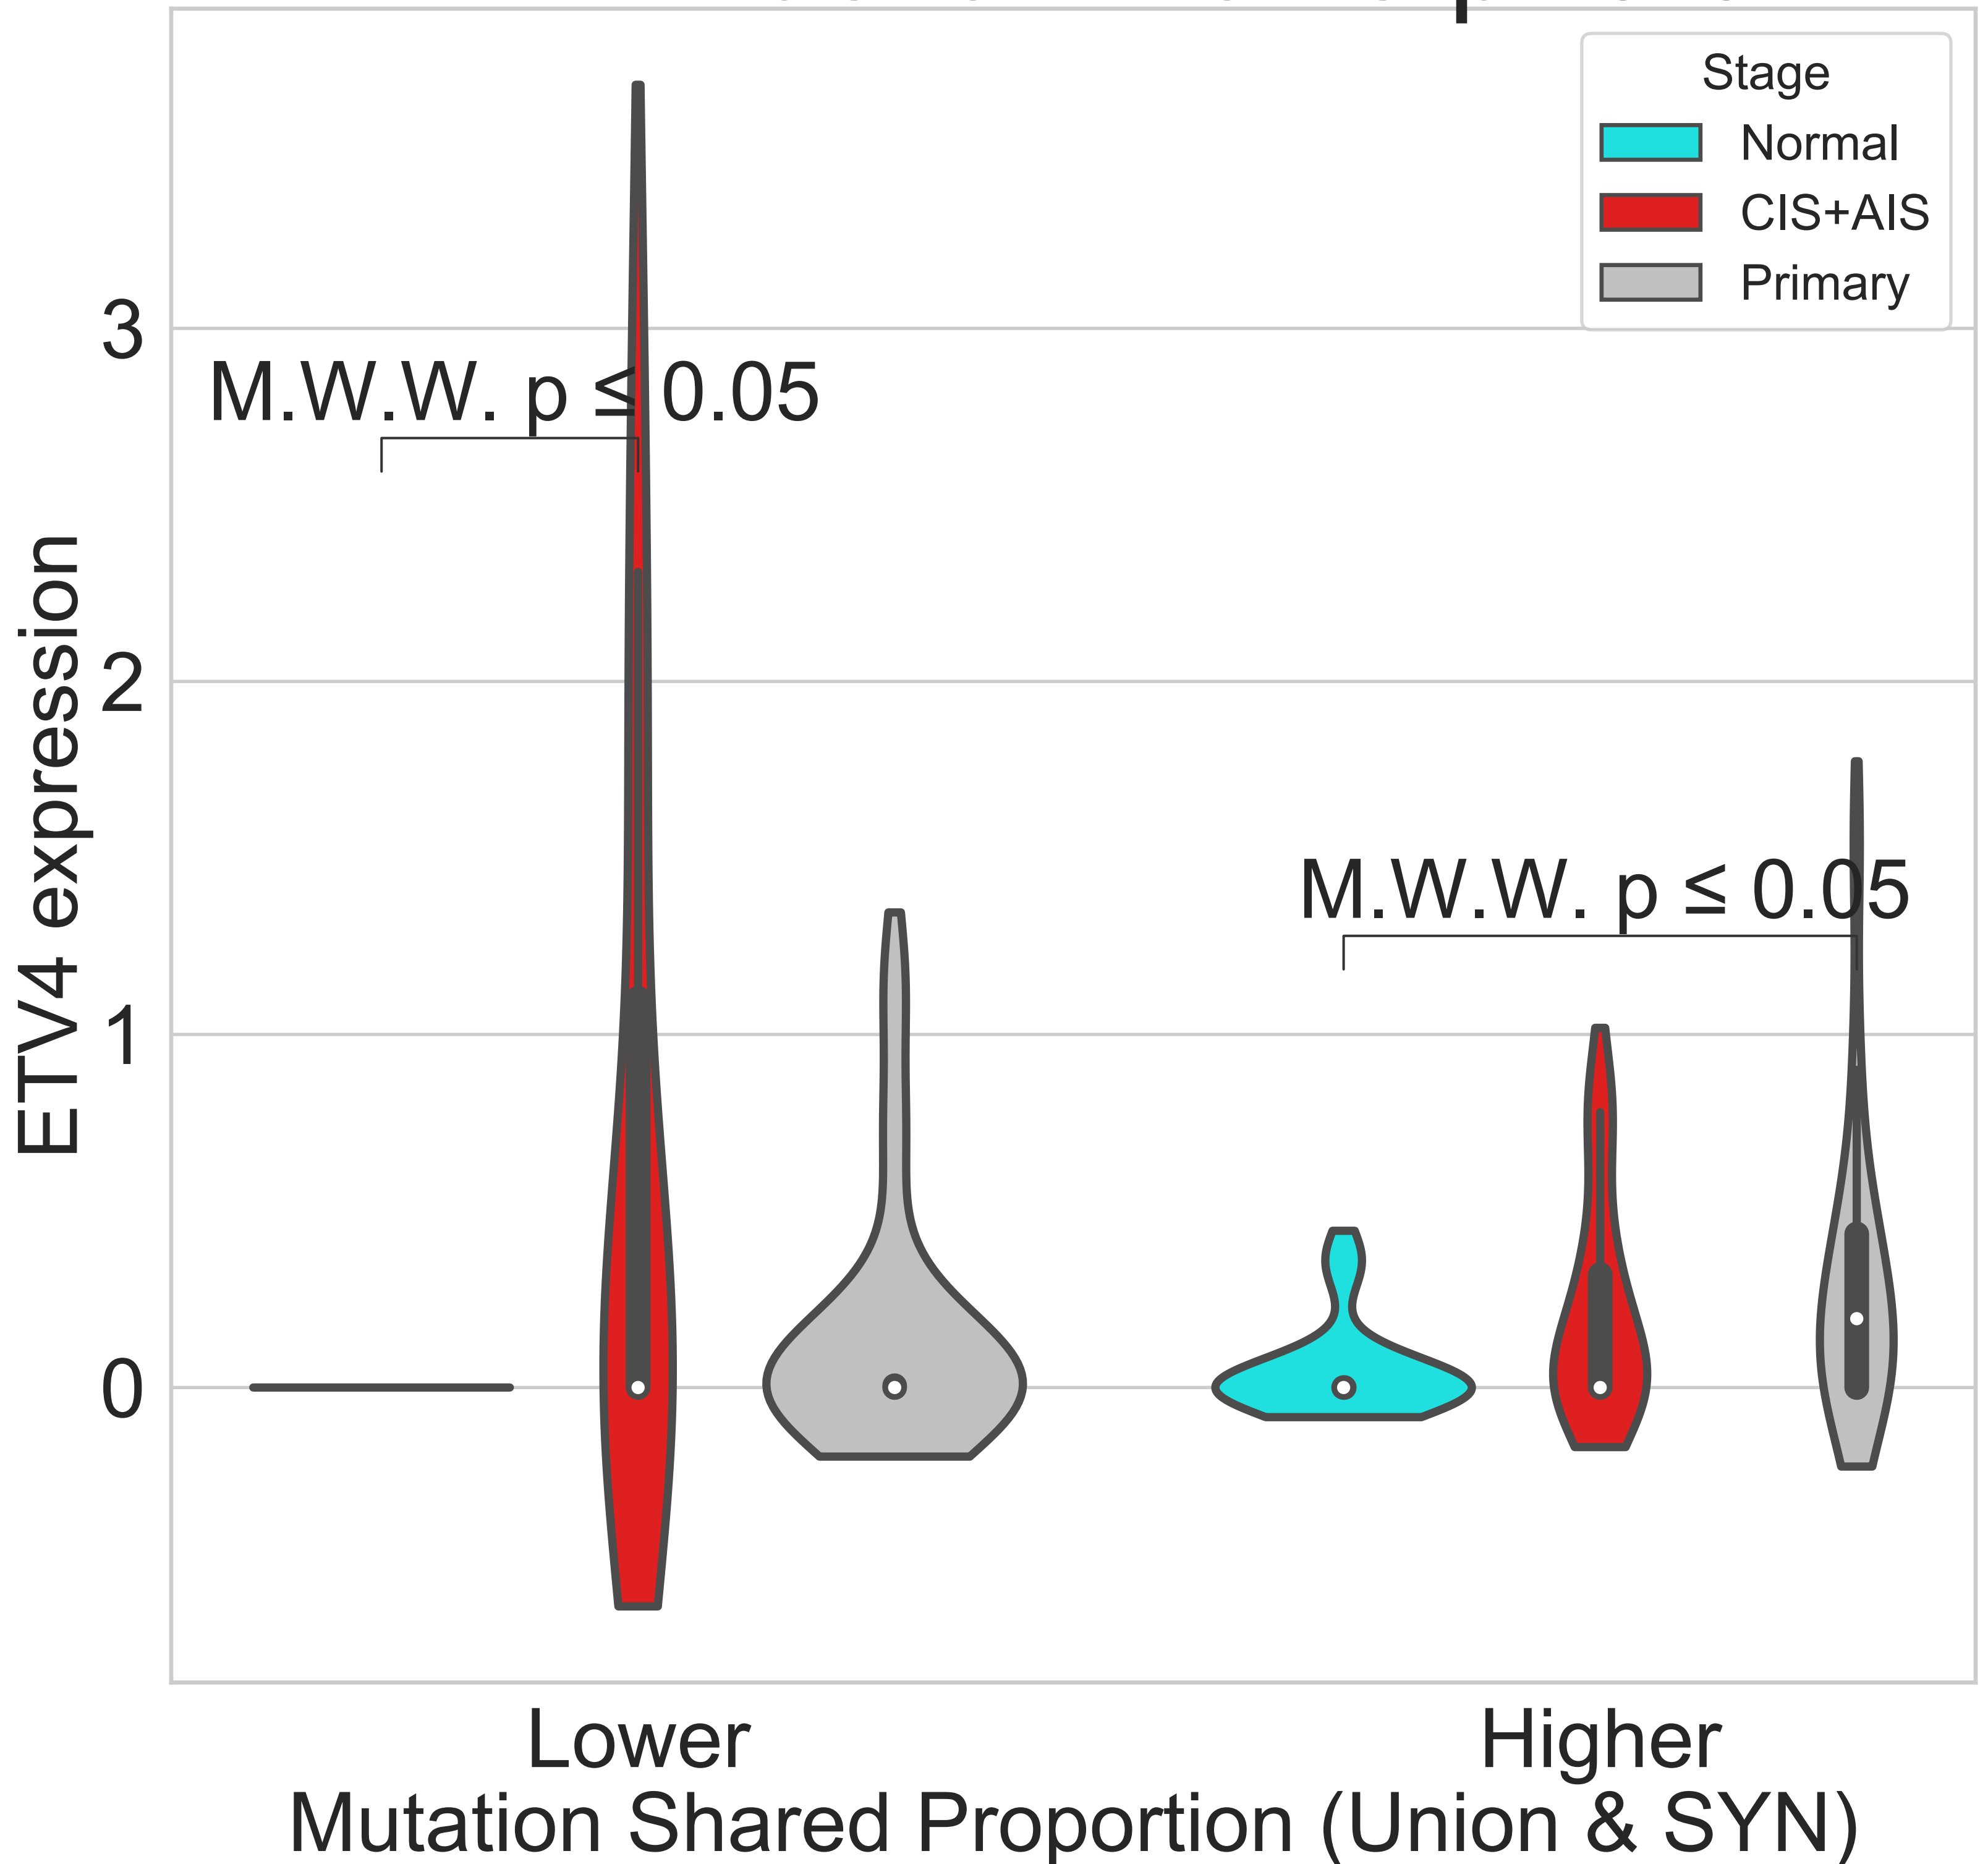 Stage
Normal
CIS+AIS
Primary
3
M.W.W. p ≤ 0.05
2
M.W.W. p ≤ 0.05
1
0
ETV4 expression
Lower
Higher
Mutation Shared Proportion (Union & SYN)